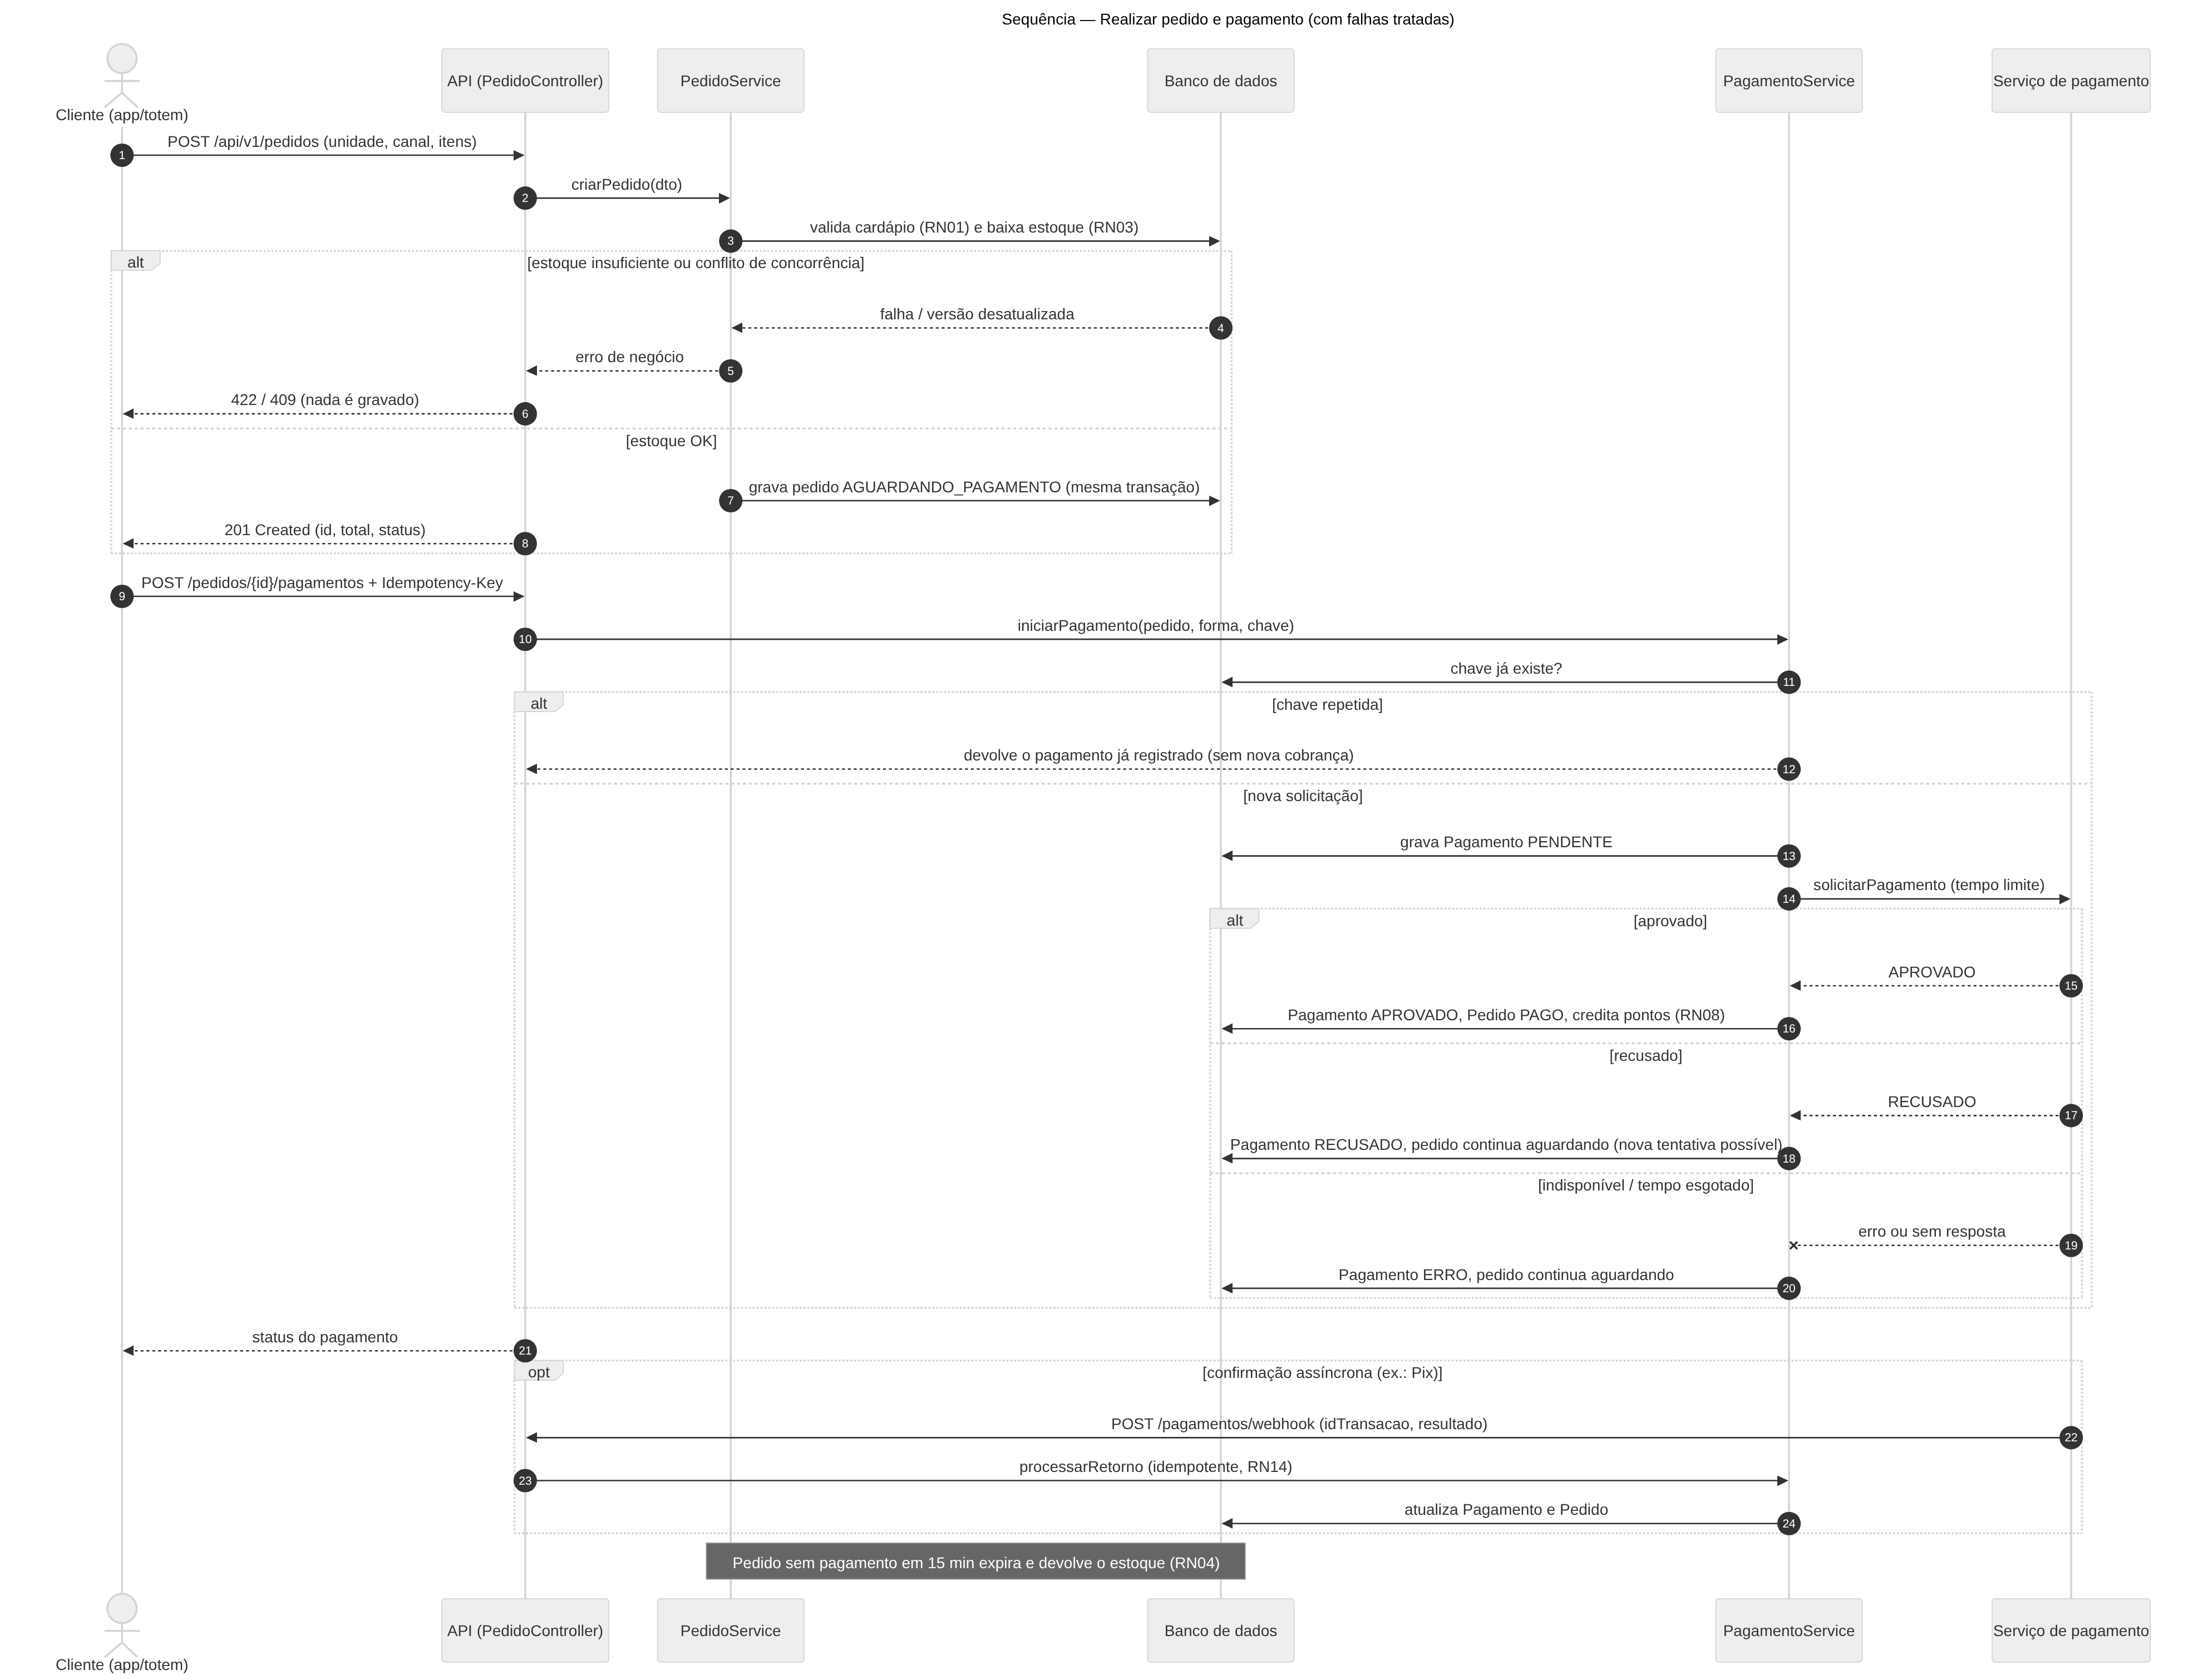 Sequência — Realizar pedido e pagamento (com falhas tratadas)
Cliente (app/totem)
API (PedidoController)
PedidoService
Banco de dados
PagamentoService
Serviço de pagamento
POST /api/v1/pedidos (unidade, canal, itens)
1
criarPedido(dto)
2
valida cardápio (RN01) e baixa estoque (RN03)
3
alt
[estoque insuficiente ou conflito de concorrência]
falha / versão desatualizada
4
erro de negócio
5
422 / 409 (nada é gravado)
6
[estoque OK]
grava pedido AGUARDANDO_PAGAMENTO (mesma transação)
7
201 Created (id, total, status)
8
POST /pedidos/{id}/pagamentos + Idempotency-Key
9
iniciarPagamento(pedido, forma, chave)
10
chave já existe?
11
alt
[chave repetida]
devolve o pagamento já registrado (sem nova cobrança)
12
[nova solicitação]
grava Pagamento PENDENTE
13
solicitarPagamento (tempo limite)
14
alt
[aprovado]
APROVADO
15
Pagamento APROVADO, Pedido PAGO, credita pontos (RN08)
16
[recusado]
RECUSADO
17
Pagamento RECUSADO, pedido continua aguardando (nova tentativa possível)
18
[indisponível / tempo esgotado]
erro ou sem resposta
19
Pagamento ERRO, pedido continua aguardando
20
status do pagamento
21
opt
[confirmação assíncrona (ex.: Pix)]
POST /pagamentos/webhook (idTransacao, resultado)
22
processarRetorno (idempotente, RN14)
23
atualiza Pagamento e Pedido
24
Pedido sem pagamento em 15 min expira e devolve o estoque (RN04)
Cliente (app/totem)
API (PedidoController)
PedidoService
Banco de dados
PagamentoService
Serviço de pagamento